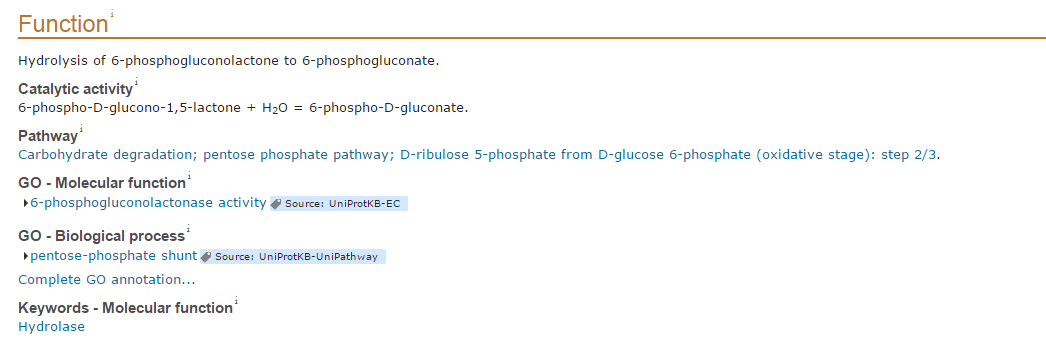 Function i
Hydrolysis of 6-phosphogluconolactone to 6-phosphogluconate.
Catalytic activity i
6-phospho-D-glucono-1,5-lactone + H₂O = 6-phospho-D-gluconate.
Pathway i
Carbohydrate degradation; pentose phosphate pathway; D-ribulose 5-phosphate from D-glucose 6-phosphate (oxidative stage): step 2/3.
GO - Molecular function i
6-phosphogluconolactonase activity Source: UniProtKB-EC
GO - Biological process i
pentose-phosphate shunt Source: UniProtKB-UniPathway
Complete GO annotation...
Keywords - Molecular function i
Hydrolase